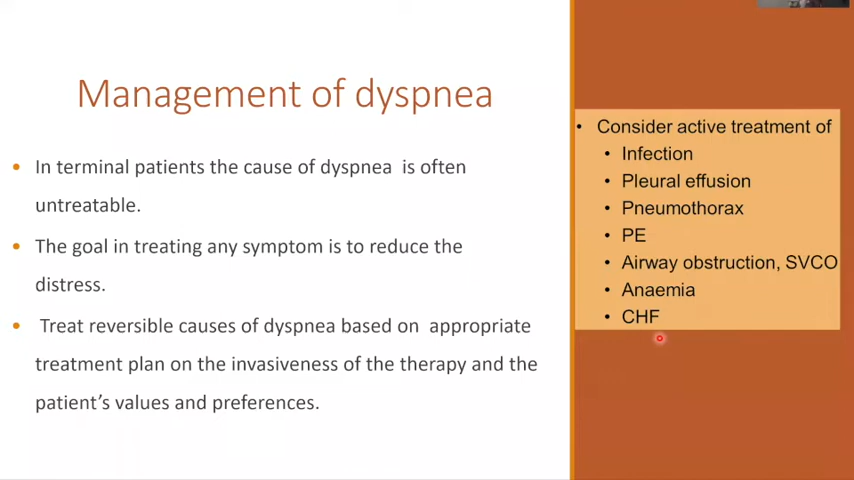 Management of dyspnea
• In terminal patients the cause of dyspnea is often
untreatable.
• The goal in treating any symptom is to reduce the
distress.
• Treat reversible causes of dyspnea based on appropriate
treatment plan on the invasiveness of the therapy and the
patient's values and preferences.
• Consider active treatment of
• Infection
• Pleural effusion
• Pneumothorax
• PE
• Airway obstruction, SVCO
• Anaemia
• CHF